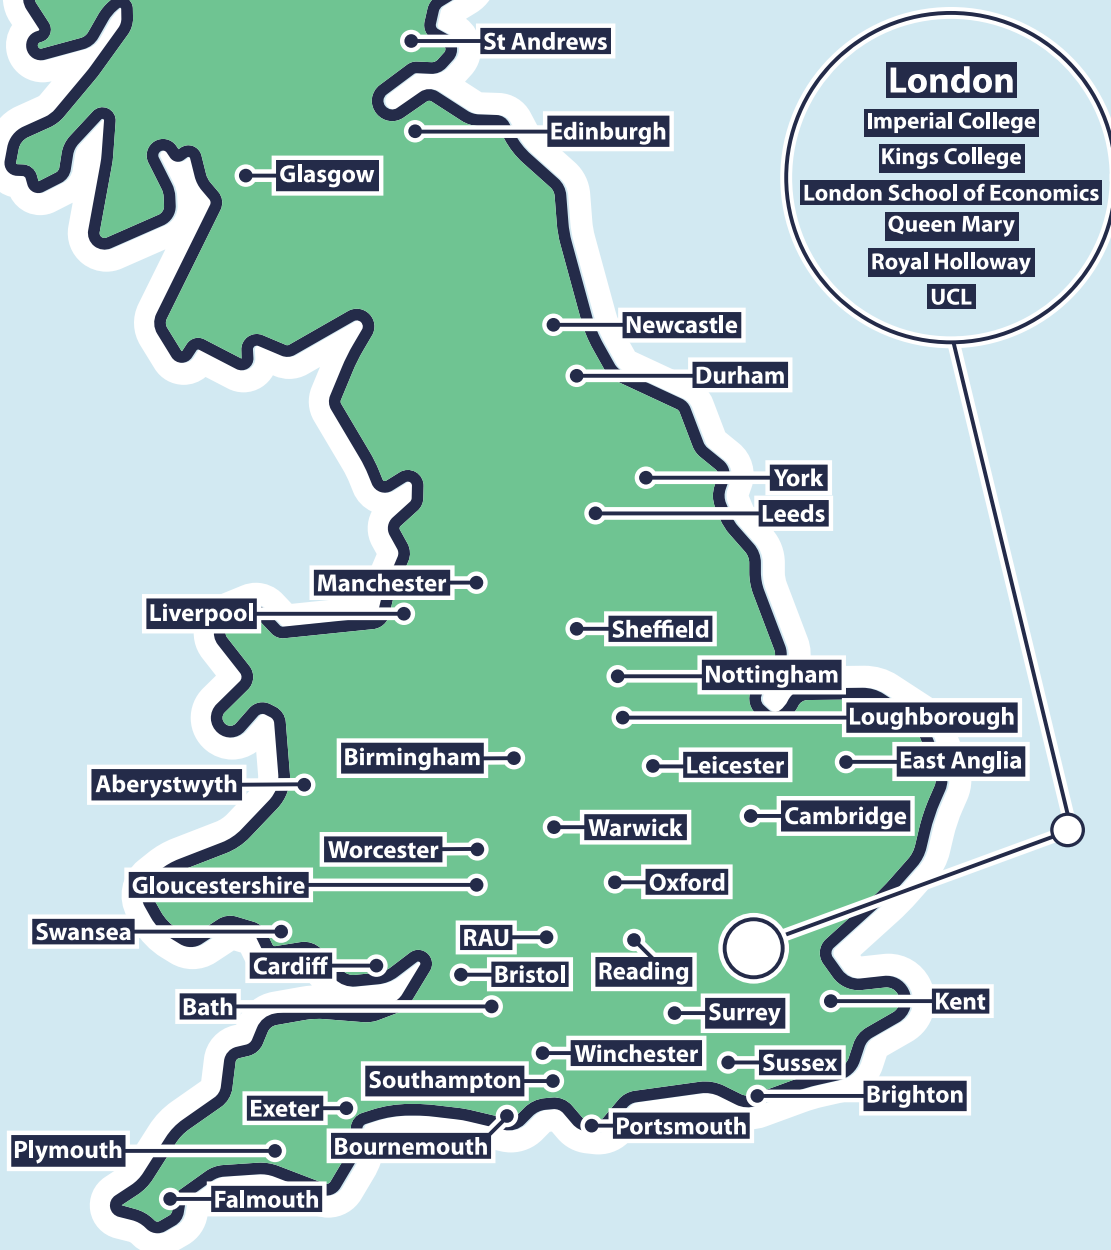 St Andrews
London
Imperial College
Edinburgh
Kings College
Glasgow
London School of Economics
Queen Mary
Royal Holloway
UCL
Newcastle
Durham
York
Leeds
Manchester
Liverpool
Sheffield
Nottingham
Loughborough
Birmingham
East Anglia
Leicester
Aberystwyth
Cambridge
Warwick
Worcester
Oxford
Gloucestershire
Swansea
RAU
Cardiff
Reading
Bristol
Kent
Bath
Surrey
Winchester
Sussex
Southampton
Brighton
Exeter
Portsmouth
Bournemouth
Plymouth
Falmouth